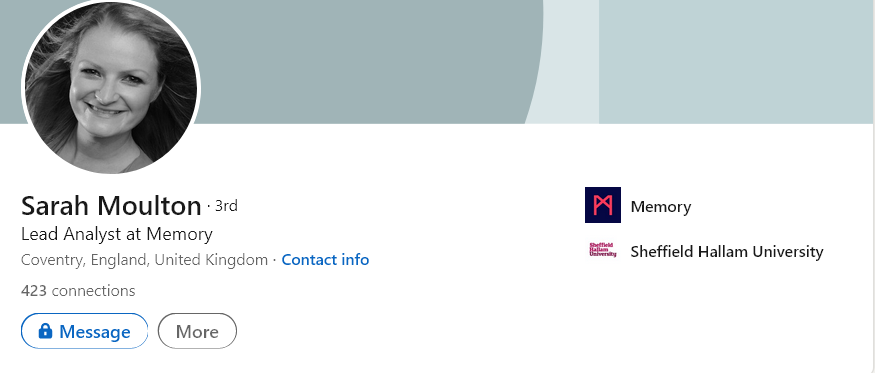 Sarah Moulton · 3rd
Lead Analyst at Memory
Coventry, England, United Kingdom · Contact info
423 connections
Message
More
Memory
Sheffield Hallam University
Sheffield Hallam University